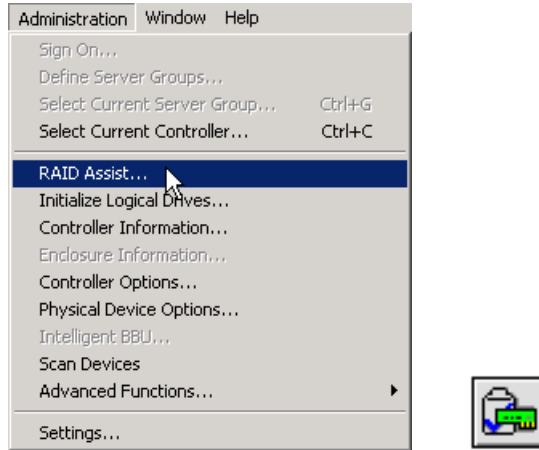 Administration Window Help
Sign On...
Define Server Groups...
Select Current Server Group... Ctrl+G
Select Current Controller... Ctrl+C
RAID Assist...
Initialize Logical Drives...
Controller Information...
Enclosure Information...
Controller Options...
Physical Device Options...
Intelligent BBU...
Scan Devices
Advanced Functions...
Settings...